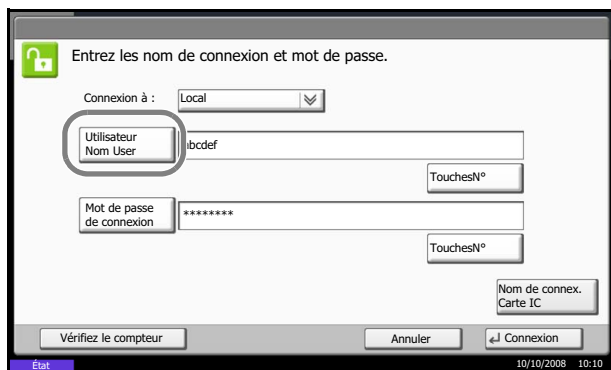 Entrez les nom de connexion et mot de passe.
Connexion à :
Local
Utilisateur
Nom User
abcdef
TouchesN°
Mot de passe
de connexion
********
TouchesN°
Nom de connex.
Carte IC
Vérifiez le compteur
Annuler
Connexion
État
10/10/2008 10:10